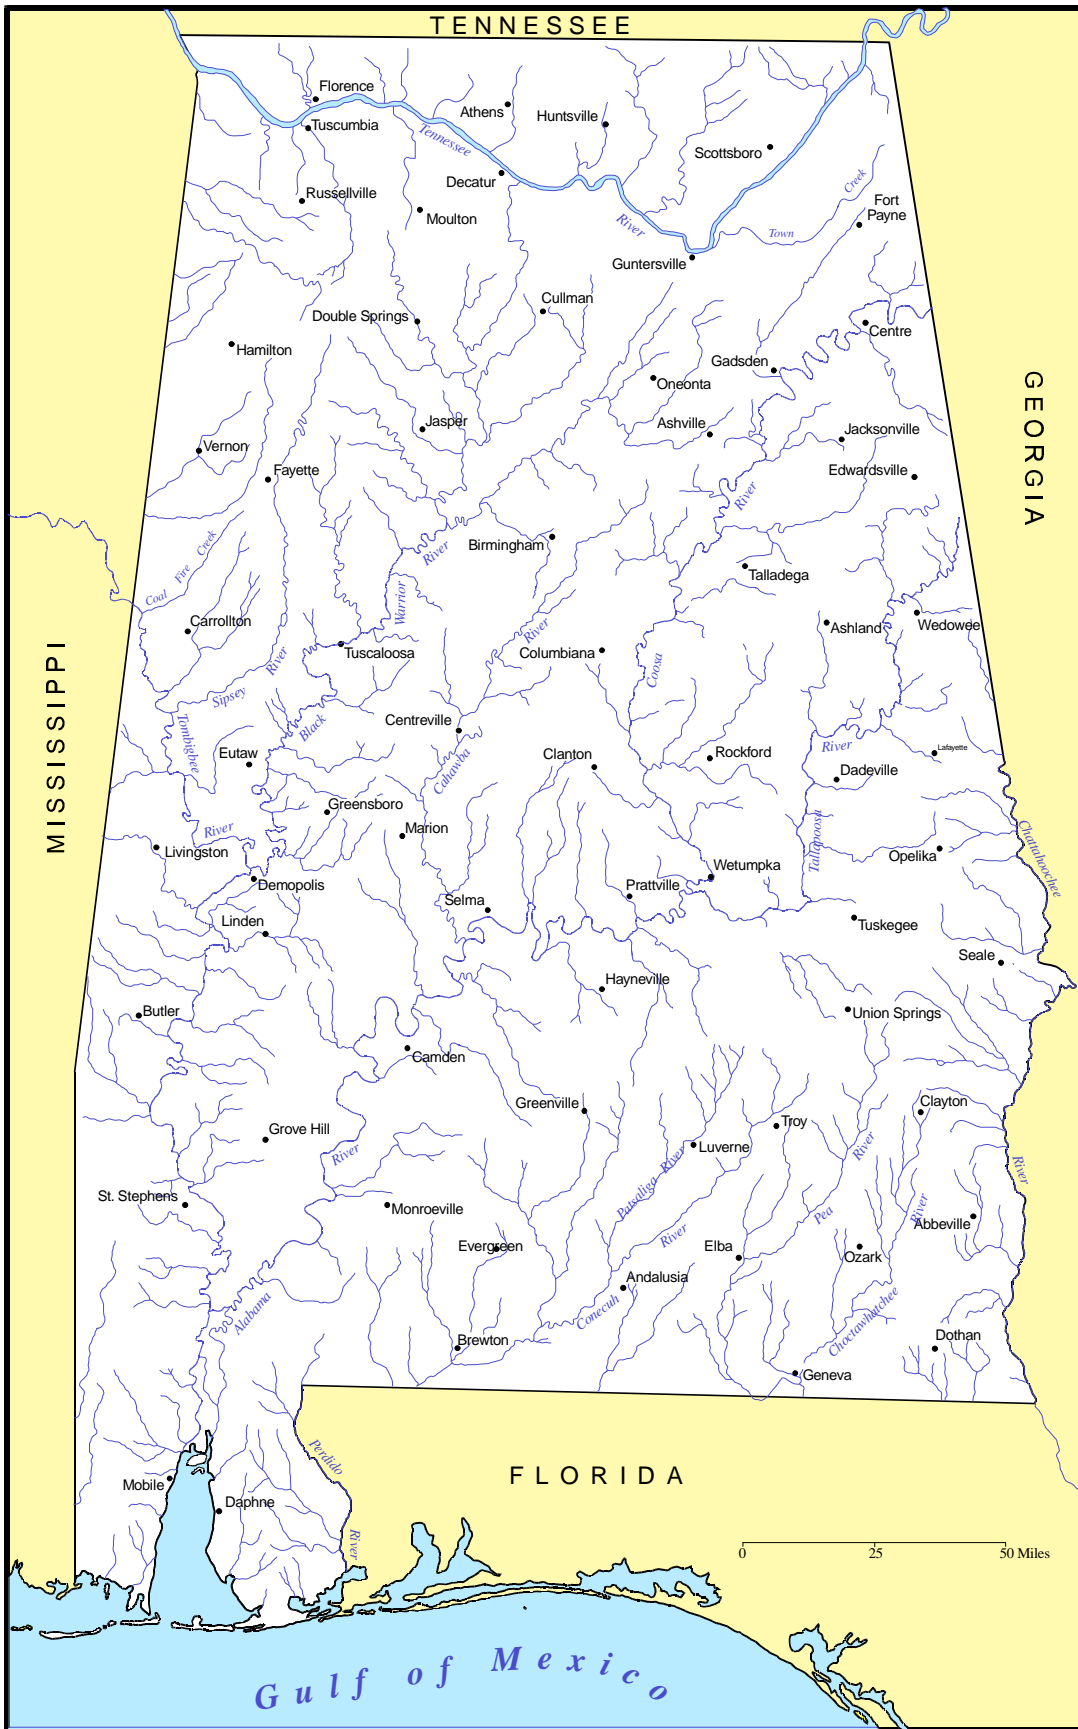 TENNESSEE
Florence
Athens
Huntsville
Tuscumbia
Tennessee
Scottsboro
Decatur
Creek
Russellville
Fort
Payne
Moulton
River
Town
Guntersville
Cullman
Double Springs
Centre
Hamilton
Gadsden
Oneonta
GEORGIA
Jasper
Ashville
Jacksonville
Vernon
Fayette
Edwardsville
River
Birmingham
River
Coal Fire Creek
Talladega
Warrior
Carrollton
River
Ashland
Wedowee
Tuscaloosa
Columbiana
River
Coosa
MISSISSIPPI
Sipsey
Tombigbee
Black
Centreville
Eutaw
Cahawba
Clanton
Rockford
River
Lafayette
Dadeville
Greensboro
Marion
River
Tallapoosa
Chattahoochee
Livingston
Opelika
Demopolis
Wetumpka
Prattville
Selma
Linden
Tuskegee
Seale
Hayneville
Butler
Union Springs
Camden
Greenville
Clayton
Grove Hill
Troy
River
River
Luverne
River
River
St. Stephens
Patsaliga
Monroeville
Pea
River
Abbeville
River
Evergreen
Elba
Ozark
Andalusia
Alabama
Conecuh
Choctawhatchee
Brewton
Dothan
Geneva
Perdido
FLORIDA
Mobile
Daphne
River
0 25 50 Miles
Gulf of Mexico